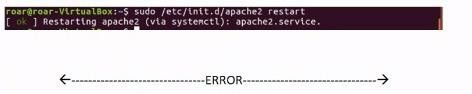 roar@roar-VirtualBox:~$ sudo /etc/init.d/apache2 restart
[ ok ] Restarting apache2 (via systemctl): apache2.service.
←------------------------------ERROR------------------------------→